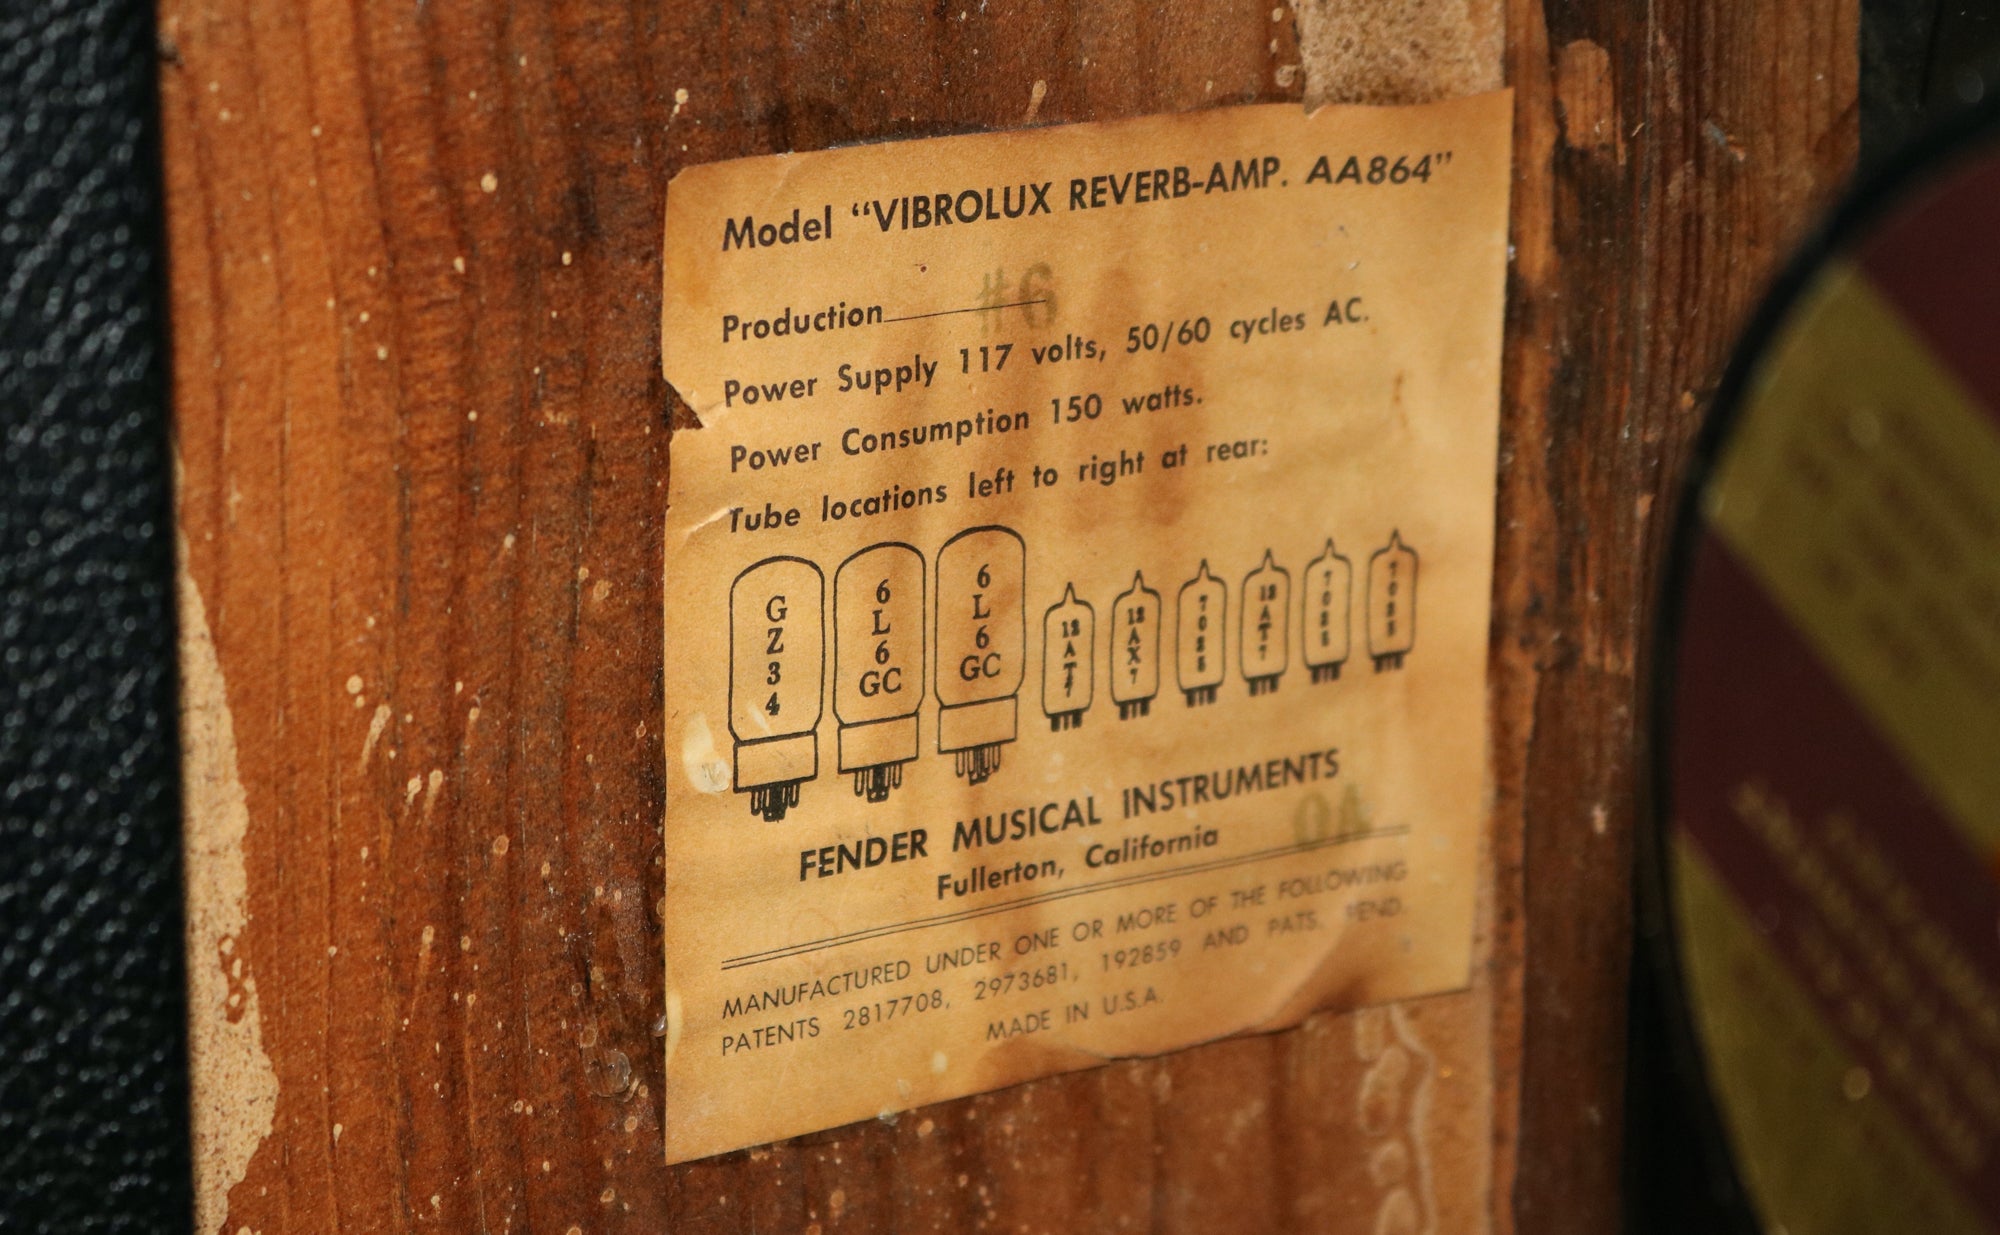 Model “VIBROLUX REVERB-AMP. AA864”
Production #6
Power Supply 117 volts, 50/60 cycles AC.
Power Consumption 150 watts.
Tube locations left to right at rear:
GZ34 6L6GC 6L6GC 12AT7 12AX7 7025 12AT7 7025 7025
FENDER MUSICAL INSTRUMENTS
Fullerton, California
OA
MANUFACTURED UNDER ONE OR MORE OF THE FOLLOWING
PATENTS 2817708, 2973681, 192859 AND PATS. PEND.
MADE IN U.S.A.